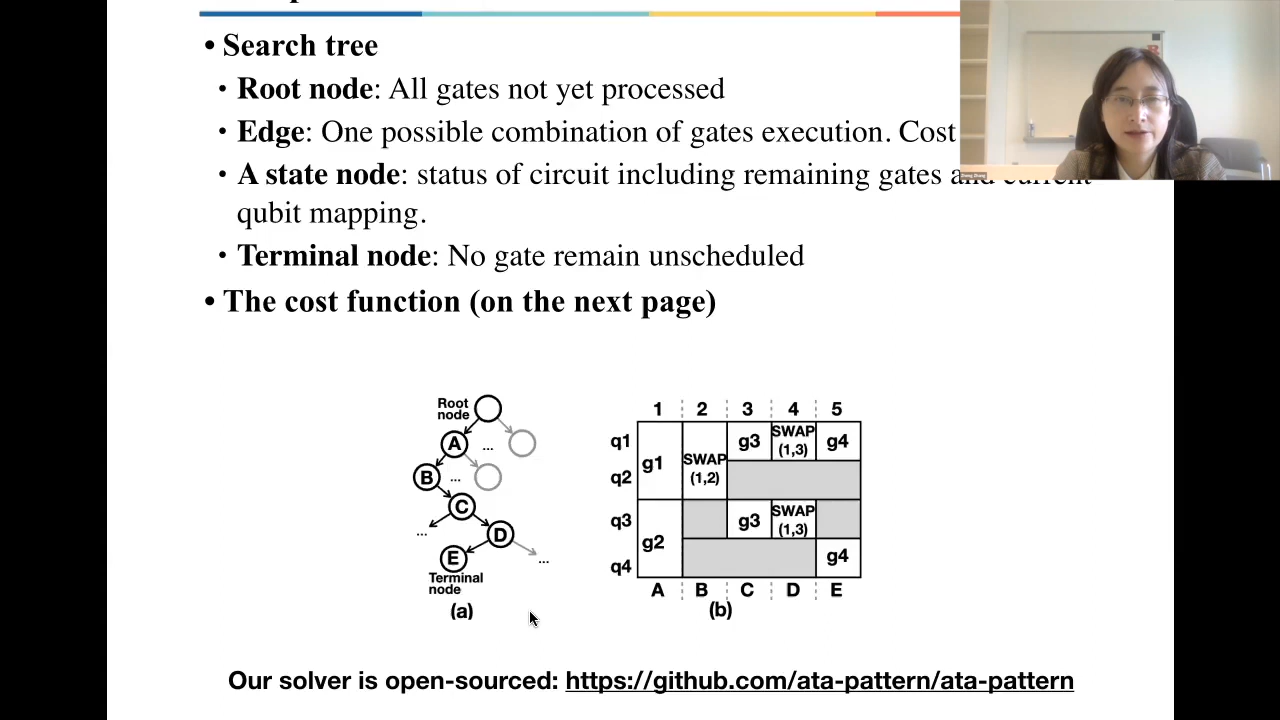 • Search tree
• Root node: All gates not yet processed
• Edge: One possible combination of gates execution. Cost
• A state node: status of circuit including remaining gates and current
qubit mapping.
• Terminal node: No gate remain unscheduled
• The cost function (on the next page)
Root
node
A
...
B
...
C
...
D
E
...
Terminal
node
(a)
1 2 3 4 5
q1
q2
q3
q4
g1
g2
SWAP
(1,2)
g3
SWAP
(1,3)
g4
g3
SWAP
(1,3)
g4
A B C D E
(b)
Our solver is open-sourced: https://github.com/ata-pattern/ata-pattern